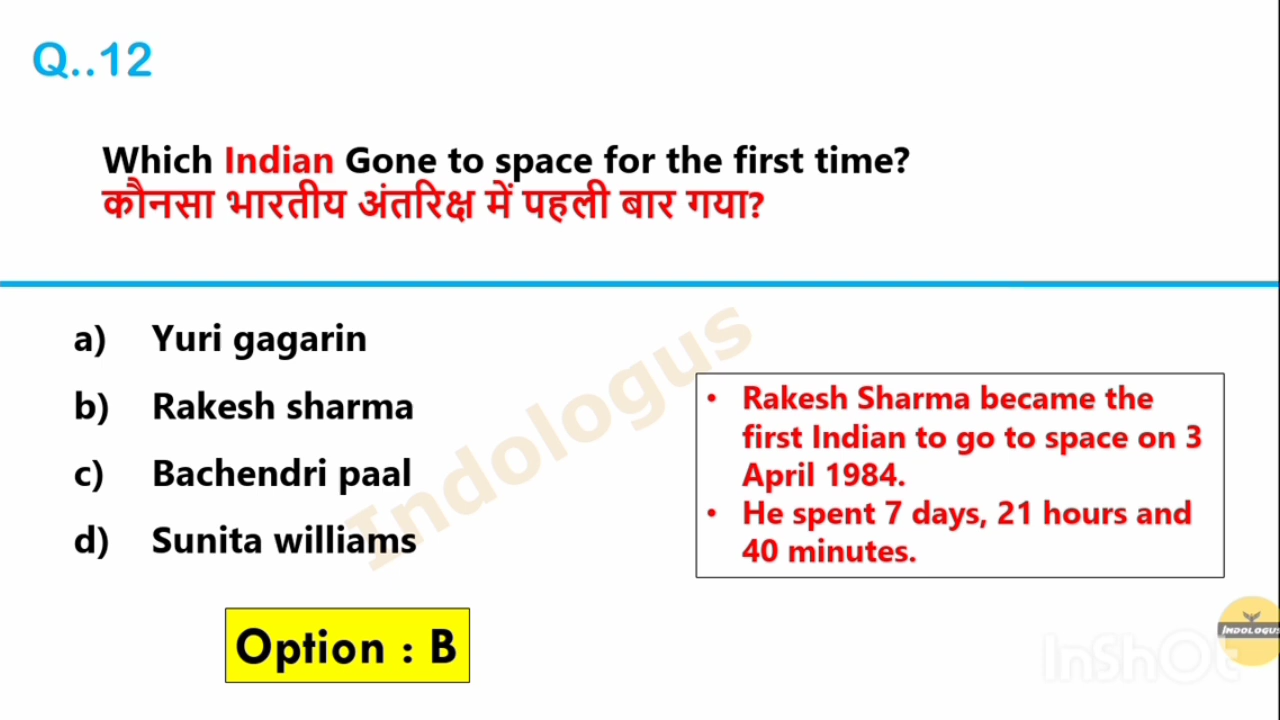 Q..12
Which Indian Gone to space for the first time?
कौनसा भारतीय अंतरिक्ष में पहली बार गया?
a) Yuri gagarin
b) Rakesh sharma
c) Bachendri paal
d) Sunita williams
• Rakesh Sharma became the
first Indian to go to space on 3
April 1984.
• He spent 7 days, 21 hours and
40 minutes.
Option : B
Indologus
INDOLOGUS
InShOt